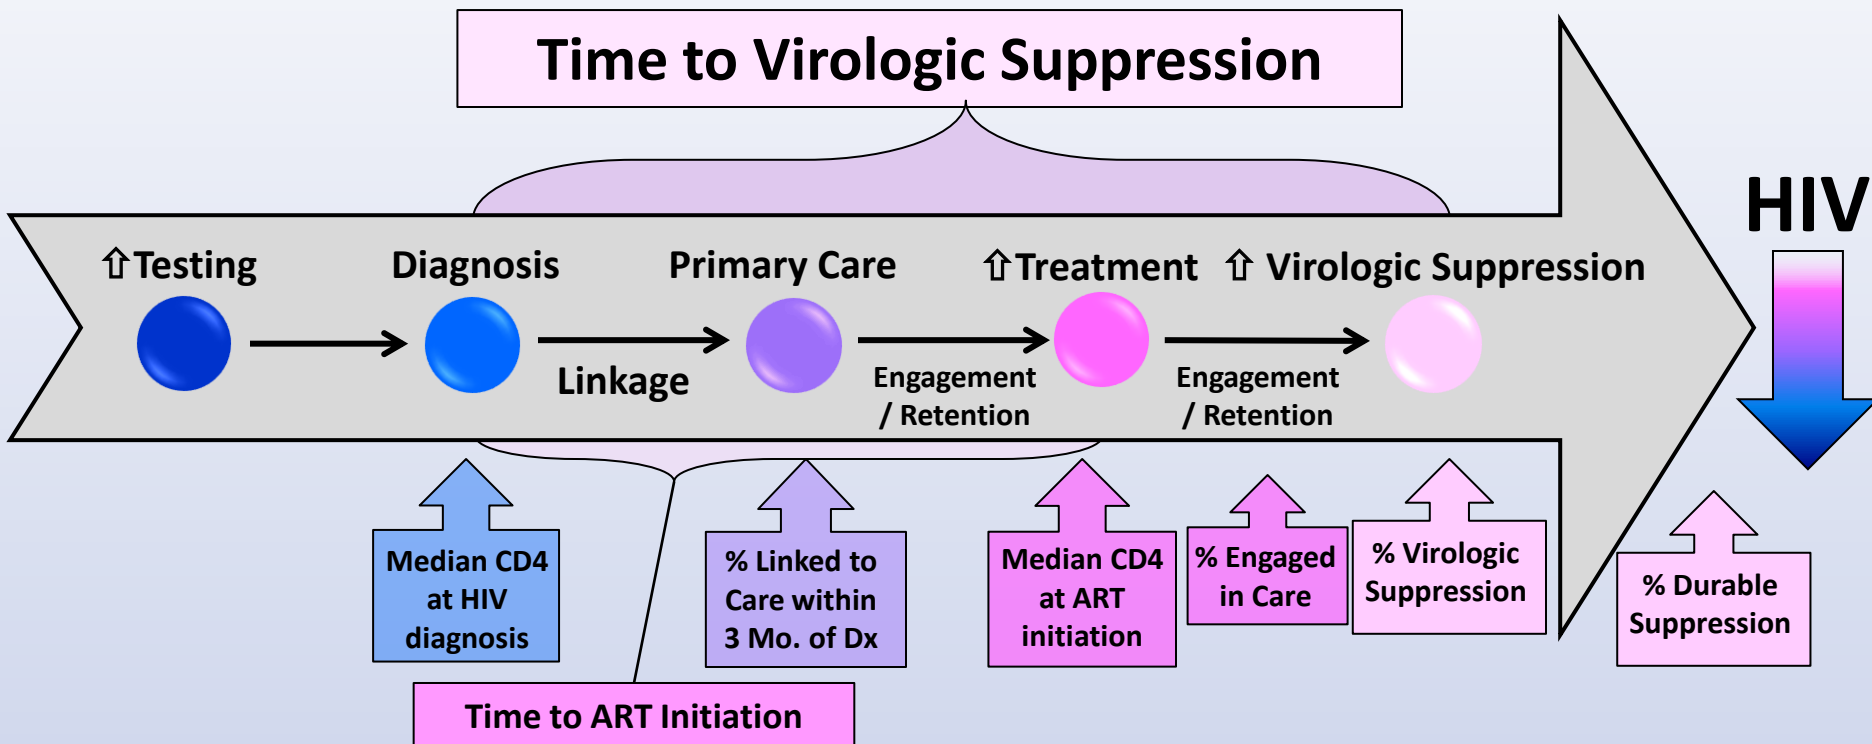 Time to Virologic Suppression
HIV
⇧Testing
Diagnosis
Primary Care
⇧Treatment
⇧ Virologic Suppression
Linkage
Engagement
/ Retention
Engagement
/ Retention
Median CD4
at HIV
diagnosis
% Linked to
Care within
3 Mo. of Dx
Median CD4
at ART
initiation
% Engaged
in Care
% Virologic
Suppression
% Durable
Suppression
Time to ART Initiation